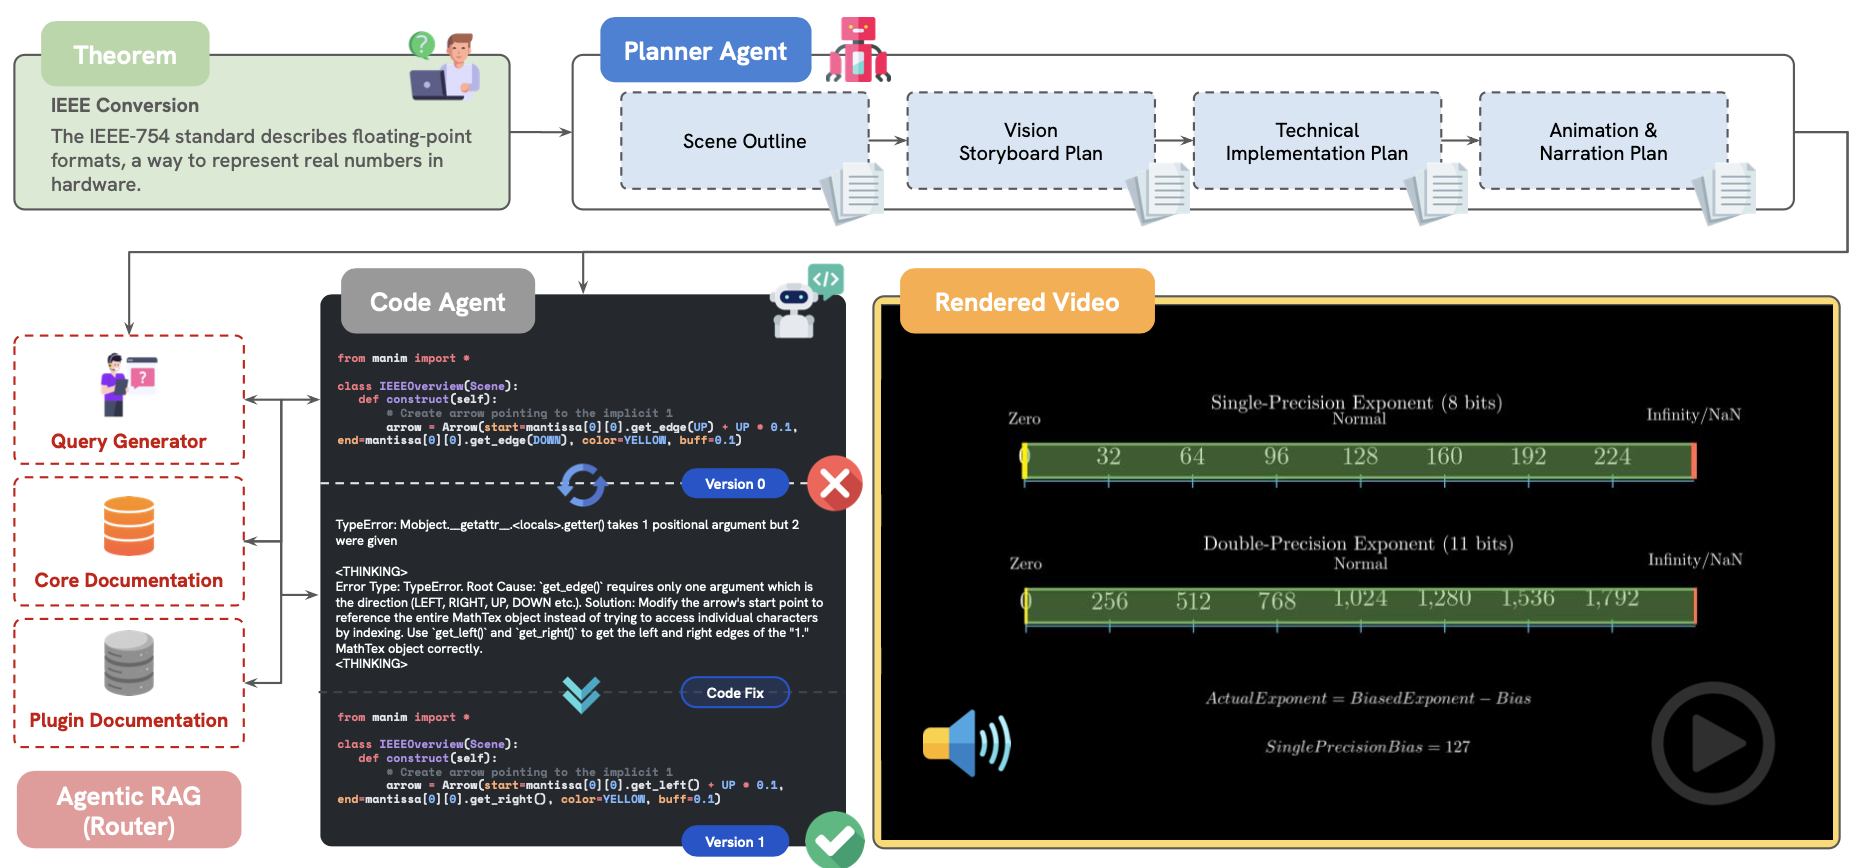 Theorem
IEEE Conversion
The IEEE-754 standard describes floating-point
formats, a way to represent real numbers in
hardware.
Planner Agent
Scene Outline
Vision
Storyboard Plan
Technical
Implementation Plan
Animation &
Narration Plan
Query Generator
Core Documentation
Plugin Documentation
Agentic RAG
(Router)
Code Agent
</>
from manim import *
class IEEEOverview(Scene):
def construct(self):
# Create arrow pointing to the implicit 1
arrow = Arrow(start=mantissa[0][0].get_edge(UP) + UP * 0.1,
end=mantissa[0][0].get_edge(DOWN), color=YELLOW, buff=0.1)
Version 0
TypeError: Mobject.__getattr__.<locals>.getter() takes 1 positional argument but 2
were given
<THINKING>
Error Type: TypeError. Root Cause: `get_edge()` requires only one argument which is
the direction (LEFT, RIGHT, UP, DOWN etc.). Solution: Modify the arrow's start point to
reference the entire MathTex object instead of trying to access individual characters
by indexing. Use `get_left()` and `get_right()` to get the left and right edges of the "1."
MathTex object correctly.
<THINKING>
Code Fix
from manim import *
class IEEEOverview(Scene):
def construct(self):
# Create arrow pointing to the implicit 1
arrow = Arrow(start=mantissa[0][0].get_left() + UP * 0.1,
end=mantissa[0][0].get_right(), color=YELLOW, buff=0.1)
Version 1
Rendered Video
Single-Precision Exponent (8 bits)
Zero Normal Infinity/NaN
0 32 64 96 128 160 192 224
Double-Precision Exponent (11 bits)
Zero Normal Infinity/NaN
0 256 512 768 1,024 1,280 1,536 1,792
ActualExponent = BiasedExponent − Bias
SinglePrecisionBias = 127